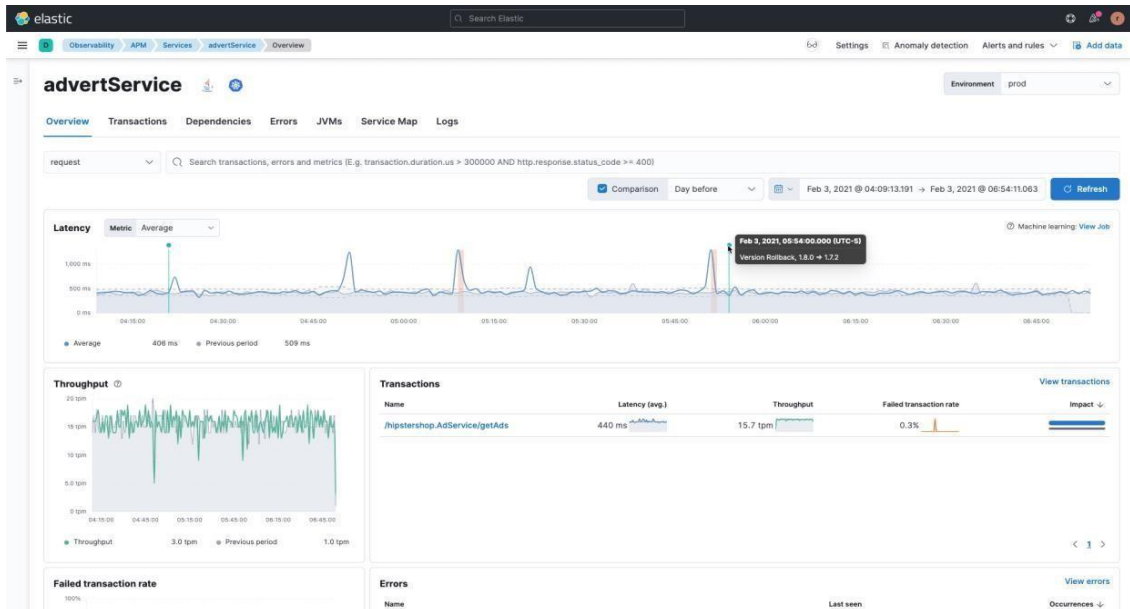 elastic
Search Elastic
r
D
Observability
APM
Services
advertService
Overview
Settings
Anomaly detection
Alerts and rules
Add data
advertService
Environment
prod
Overview
Transactions
Dependencies
Errors
JVMs
Service Map
Logs
request
Search transactions, errors and metrics (E.g. transaction.duration.us > 300000 AND http.response.status_code >= 400)
Comparison
Day before
Feb 3, 2021 @ 04:09:13.191 → Feb 3, 2021 @ 06:54:11.063
Refresh
Latency
Metric
Average
Machine learning: View Job
Feb 3, 2021, 05:54:00.000 (UTC-5)
Version Rollback, 1.8.0 → 1.7.2
1,000 ms
500 ms
0 ms
04:15:00
04:30:00
04:45:00
05:00:00
05:15:00
05:30:00
05:45:00
06:00:00
06:15:00
06:30:00
06:45:00
Average
406 ms
Previous period
509 ms
Throughput
20 tpm
15 tpm
10 tpm
5.0 tpm
0 tpm
04:15:00
04:45:00
05:15:00
05:45:00
06:15:00
06:45:00
Throughput
3.0 tpm
Previous period
1.0 tpm
Transactions
View transactions
Name
Latency (avg.)
Throughput
Failed transaction rate
Impact
/hipstershop.AdService/getAds
440 ms
15.7 tpm
0.3%
1
Failed transaction rate
100%
Errors
View errors
Name
Last seen
Occurrences